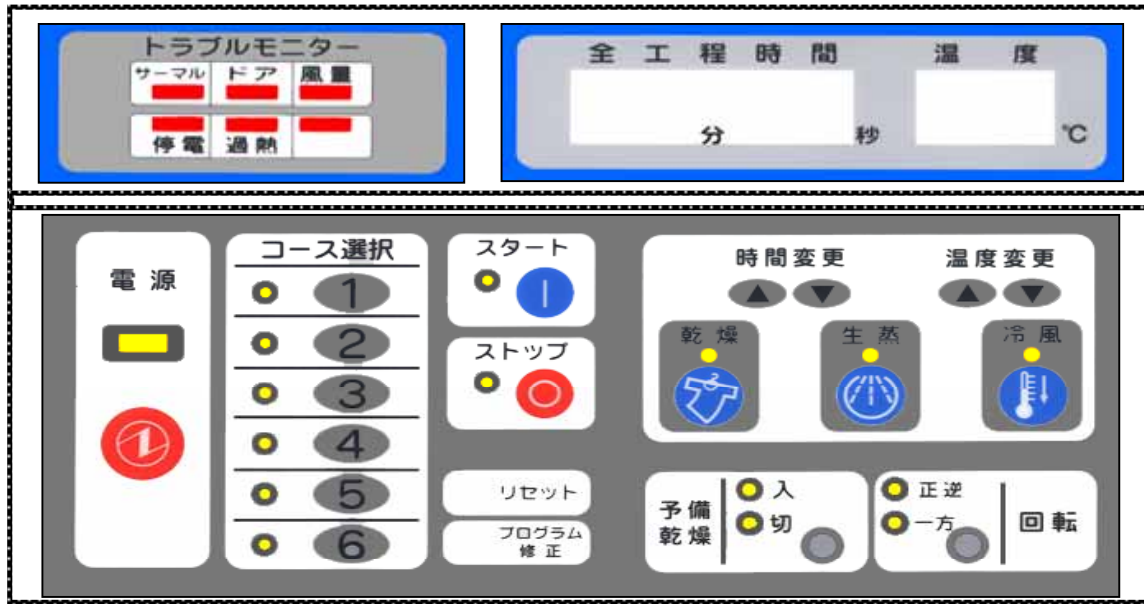 トラブルモニター
サーマル ドア 風量
停電 過熱
全工程時間 温度
分 秒 ℃
電源
コース選択
1
2
3
4
5
6
スタート
ストップ
リセット
プログラム
修正
時間変更 温度変更
乾燥 生蒸 冷風
予備
乾燥
入
切
正逆
一方
回転